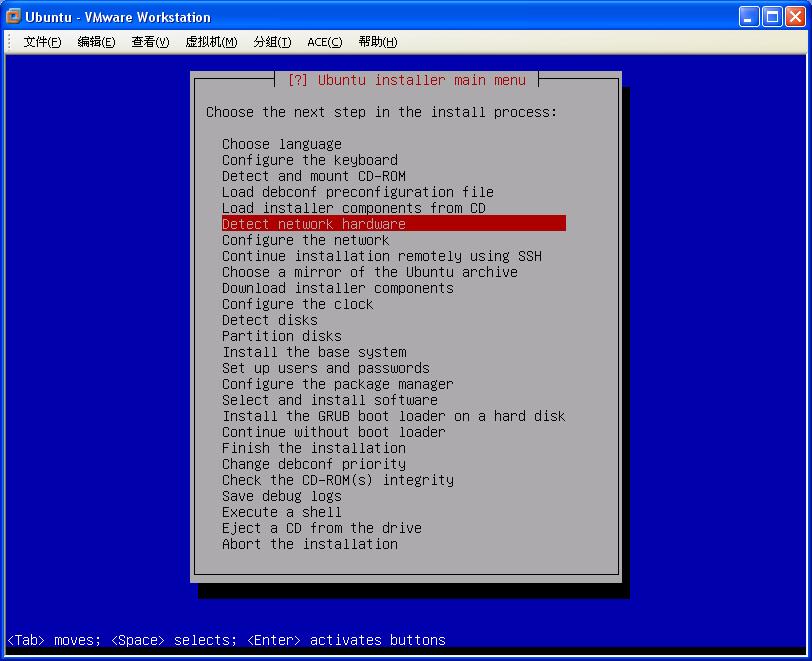 Ubuntu - VMware Workstation
文件(F) 编辑(E) 查看(V) 虚拟机(M) 分组(T) ACE(C) 帮助(H)
[?] Ubuntu installer main menu
Choose the next step in the install process:
Choose language
Configure the keyboard
Detect and mount CD-ROM
Load debconf preconfiguration file
Load installer components from CD
Detect network hardware
Configure the network
Continue installation remotely using SSH
Choose a mirror of the Ubuntu archive
Download installer components
Configure the clock
Detect disks
Partition disks
Install the base system
Set up users and passwords
Configure the package manager
Select and install software
Install the GRUB boot loader on a hard disk
Continue without boot loader
Finish the installation
Change debconf priority
Check the CD-ROM(s) integrity
Save debug logs
Execute a shell
Eject a CD from the drive
Abort the installation
<Tab> moves; <Space> selects; <Enter> activates buttons